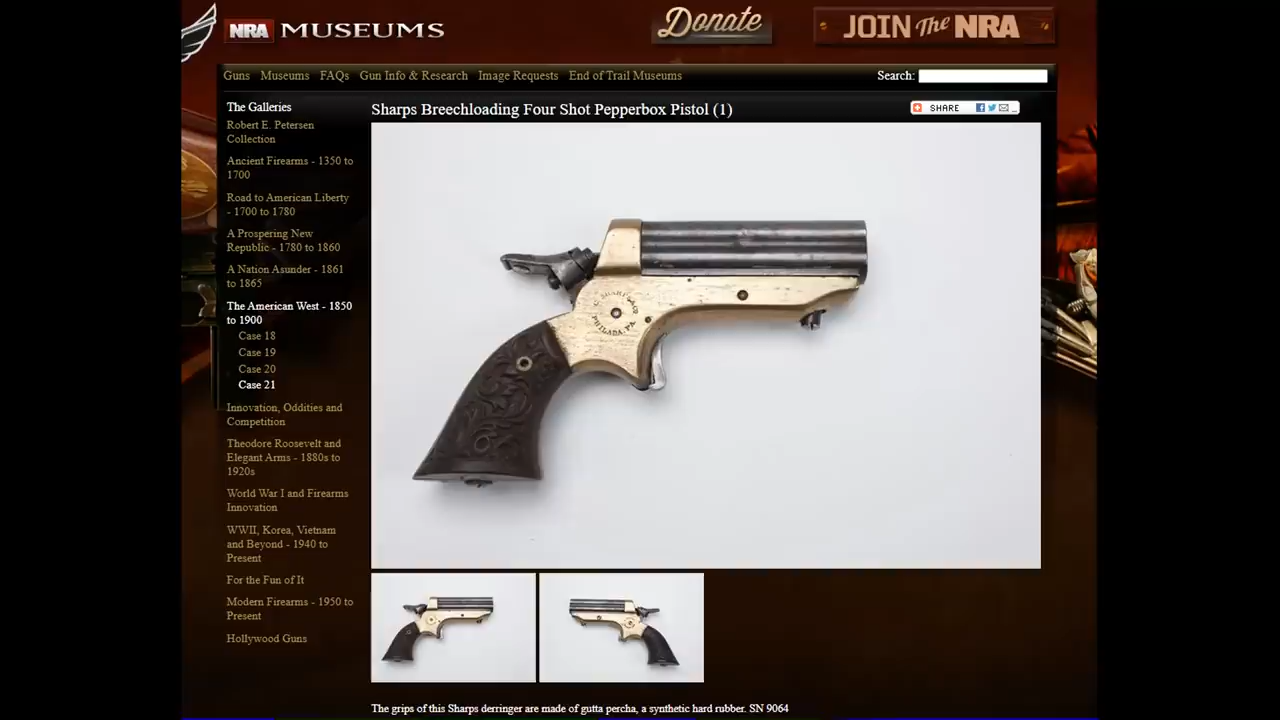 NRA MUSEUMS
Donate
JOIN The NRA
Guns Museums FAQs Gun Info & Research Image Requests End of Trail Museums
Search:
The Galleries
Robert E. Petersen
Collection
Ancient Firearms - 1350 to
1700
Road to American Liberty
- 1700 to 1780
A Prospering New
Republic - 1780 to 1860
A Nation Asunder - 1861
to 1865
The American West - 1850
to 1900
Case 18
Case 19
Case 20
Case 21
Innovation, Oddities and
Competition
Theodore Roosevelt and
Elegant Arms - 1880s to
1920s
World War I and Firearms
Innovation
WWII, Korea, Vietnam
and Beyond - 1940 to
Present
For the Fun of It
Modern Firearms - 1950 to
Present
Hollywood Guns
Sharps Breechloading Four Shot Pepperbox Pistol (1)
SHARE
PHILADA, PA.
The grips of this Sharps derringer are made of gutta percha, a synthetic hard rubber. SN 9064